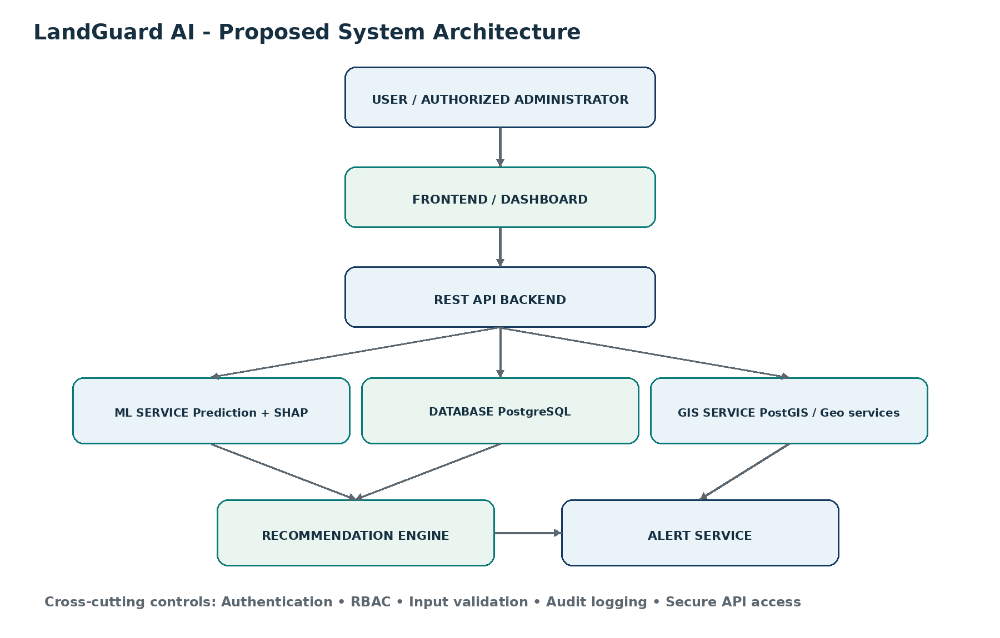 LandGuard AI - Proposed System Architecture
USER / AUTHORIZED ADMINISTRATOR
FRONTEND / DASHBOARD
REST API BACKEND
ML SERVICE Prediction + SHAP
DATABASE PostgreSQL
GIS SERVICE PostGIS / Geo services
RECOMMENDATION ENGINE
ALERT SERVICE
Cross-cutting controls: Authentication • RBAC • Input validation • Audit logging • Secure API access